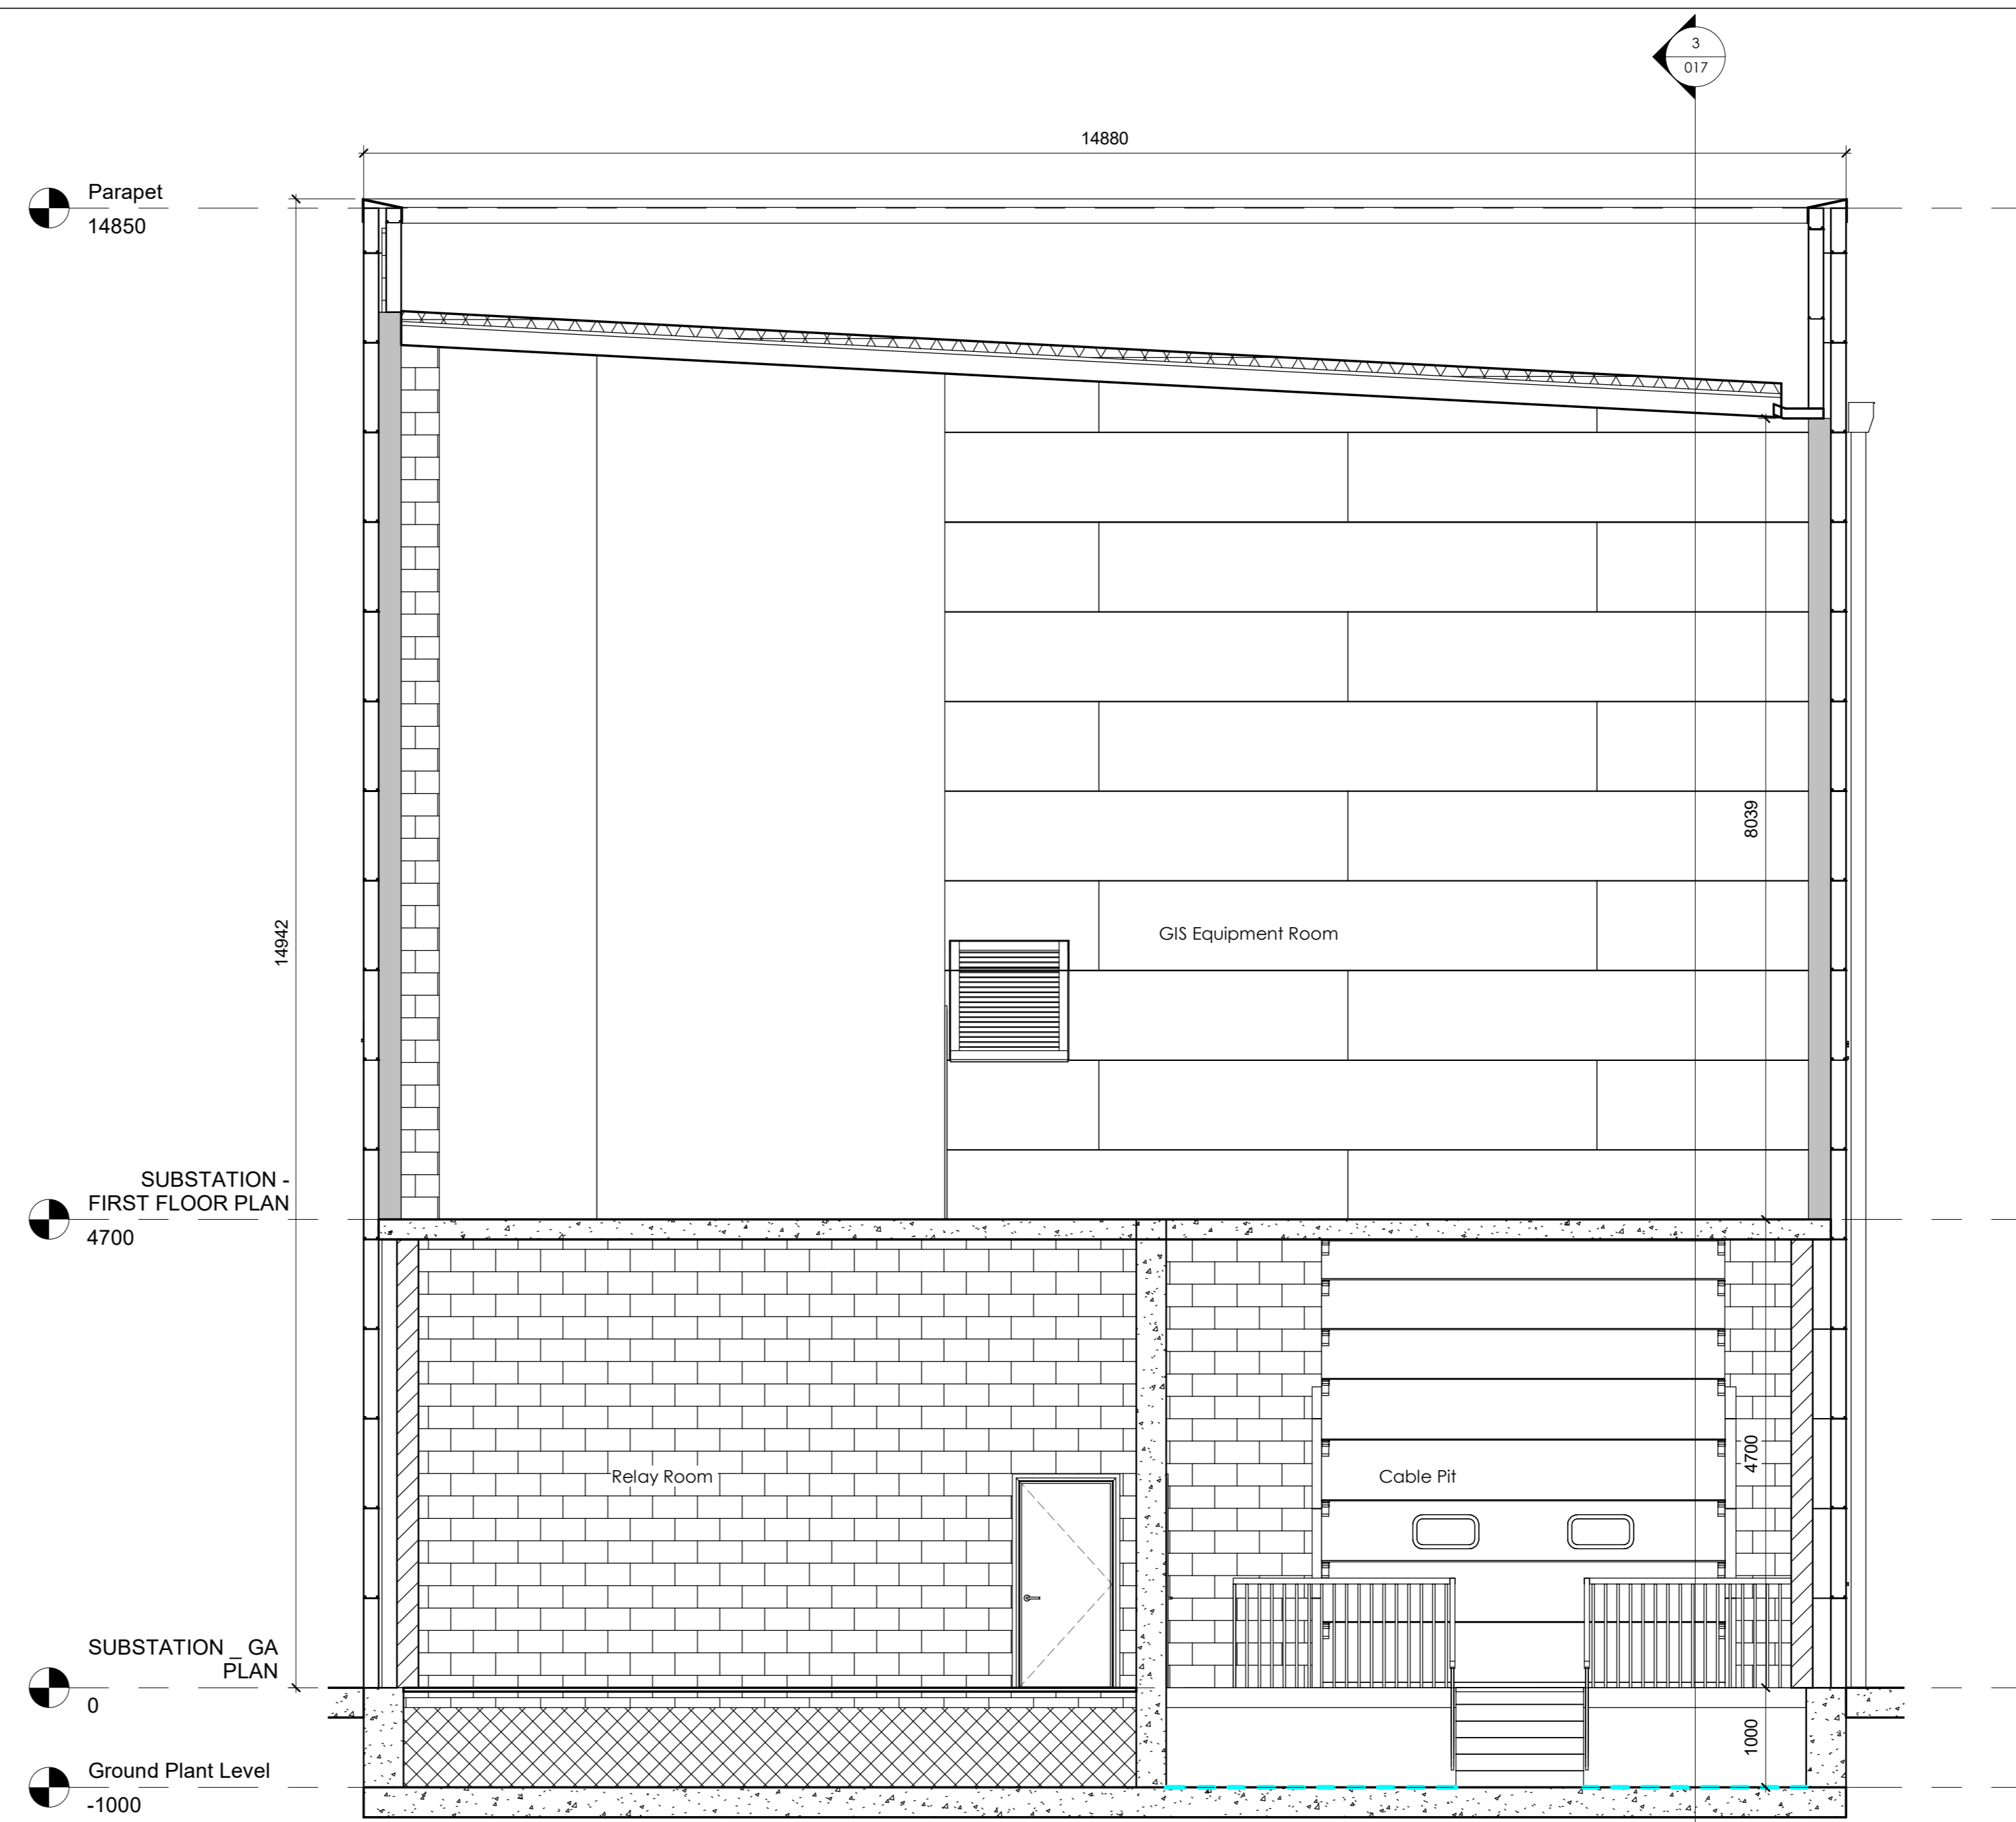 3
017
14880
Parapet
14850
8039
14942
GIS Equipment Room
SUBSTATION -
FIRST FLOOR PLAN
4700
Relay Room
Cable Pit
4700
SUBSTATION _ GA
PLAN
0
1000
Ground Plant Level
-1000